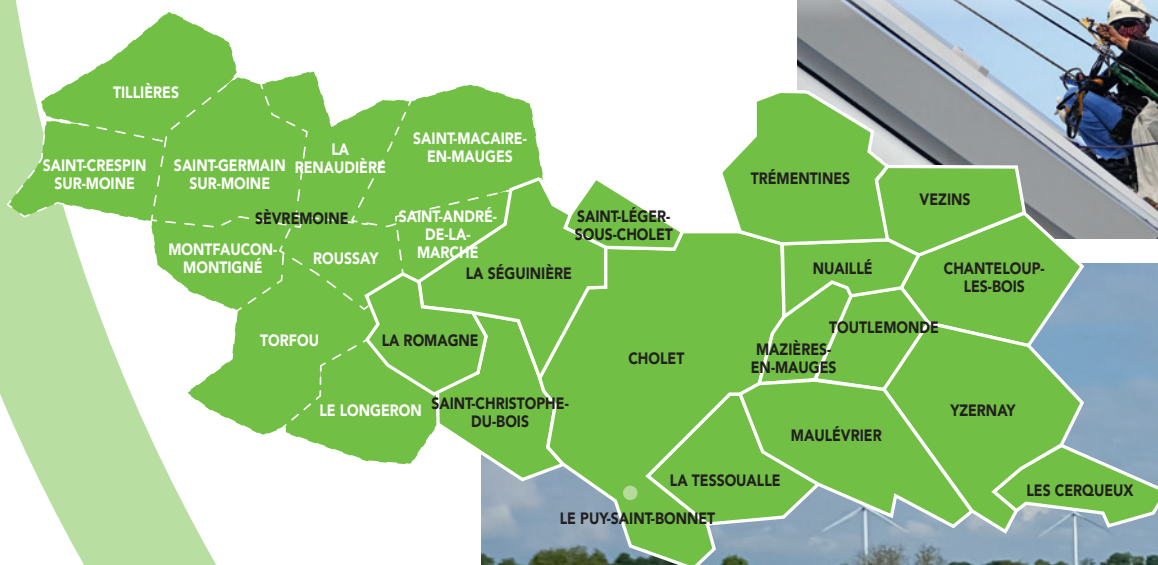 TILLIÈRES
SAINT-CRESPIN
SUR-MOINE
SAINT-GERMAIN
SUR-MOINE
LA
RENAUDIÈRE
SAINT-MACAIRE-
EN-MAUGES
SÈVREMOINE
SAINT-ANDRÉ-
DE-LA-
MARCHE
MONTFAUCON-
MONTIGNÉ
ROUSSAY
TORFOU
LE LONGERON
LA ROMAGNE
LA SÉGUINIÈRE
SAINT-LÉGER-
SOUS-CHOLET
SAINT-CHRISTOPHE-
DU-BOIS
CHOLET
TRÉMENTINES
VEZINS
NUAILLÉ
CHANTELOUP-
LES-BOIS
TOUTLEMONDE
MAZIÈRES-
EN-MAUGES
YZERNAY
MAULÉVRIER
LA TESSOUALLE
LES CERQUEUX
LE PUY-SAINT-BONNET